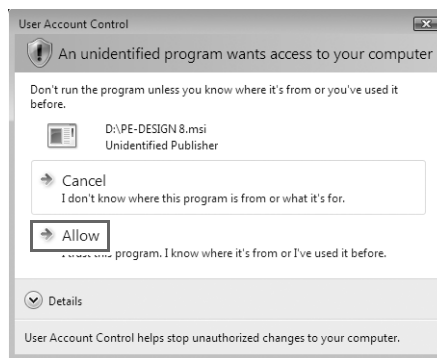 User Account Control
An unidentified program wants access to your computer
Don't run the program unless you know where it's from or you've used it
before.
D:\PE-DESIGN 8.msi
Unidentified Publisher
Cancel
I don't know where this program is from or what it's for.
Allow
I trust this program. I know where it's from or I've used it before.
Details
User Account Control helps stop unauthorized changes to your computer.